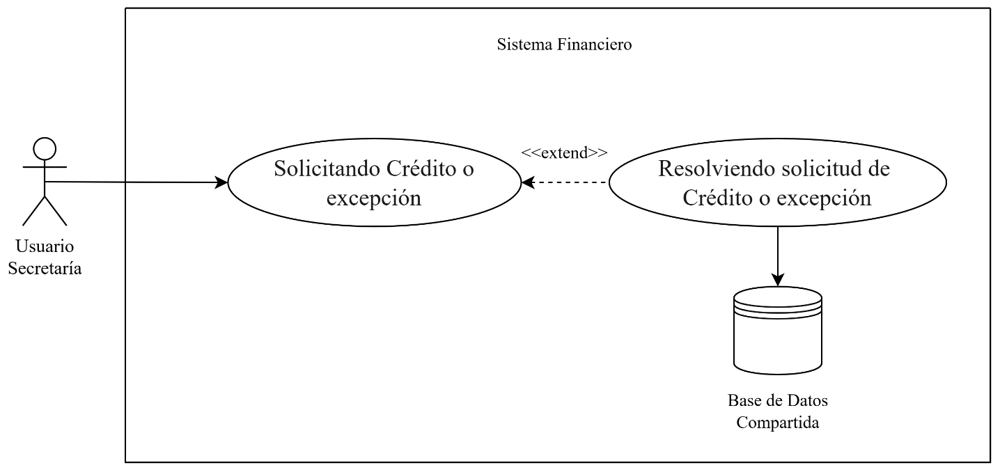 Sistema Financiero
<<extend>>
Solicitando Crédito o
excepción
Resolviendo solicitud de
Crédito o excepción
Usuario
Secretaría
Base de Datos
Compartida